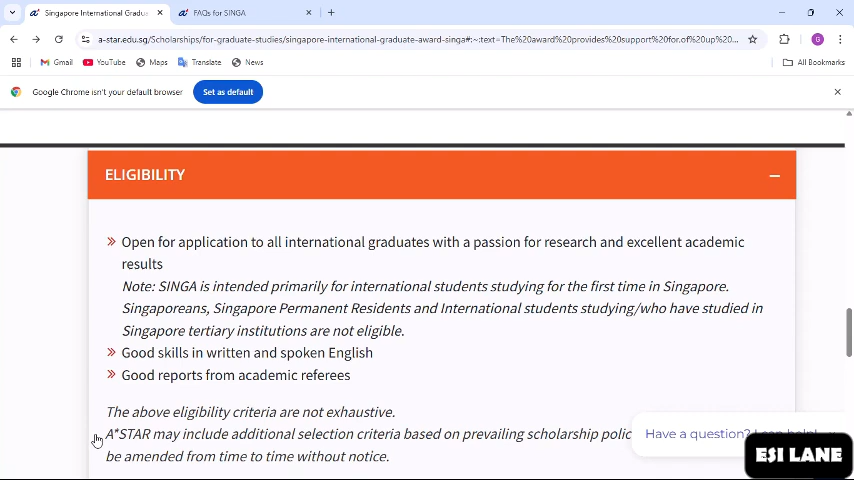 Singapore International Gradu
FAQs for SINGA
a-star.edu.sg/Scholarships/for-graduate-studies/singapore-international-graduate-award-singa#:~:text=The%20award%20provides%20support%20for.of%20up%20...
Gmail
YouTube
Maps
Translate
News
All Bookmarks
G
Google Chrome isn't your default browser
Set as default
ELIGIBILITY
Open for application to all international graduates with a passion for research and excellent academic
results
Note: SINGA is intended primarily for international students studying for the first time in Singapore.
Singaporeans, Singapore Permanent Residents and International students studying/who have studied in
Singapore tertiary institutions are not eligible.
Good skills in written and spoken English
Good reports from academic referees
The above eligibility criteria are not exhaustive.
A*STAR may include additional selection criteria based on prevailing scholarship polic
be amended from time to time without notice.
Have a question? I can help!
ESI LANE